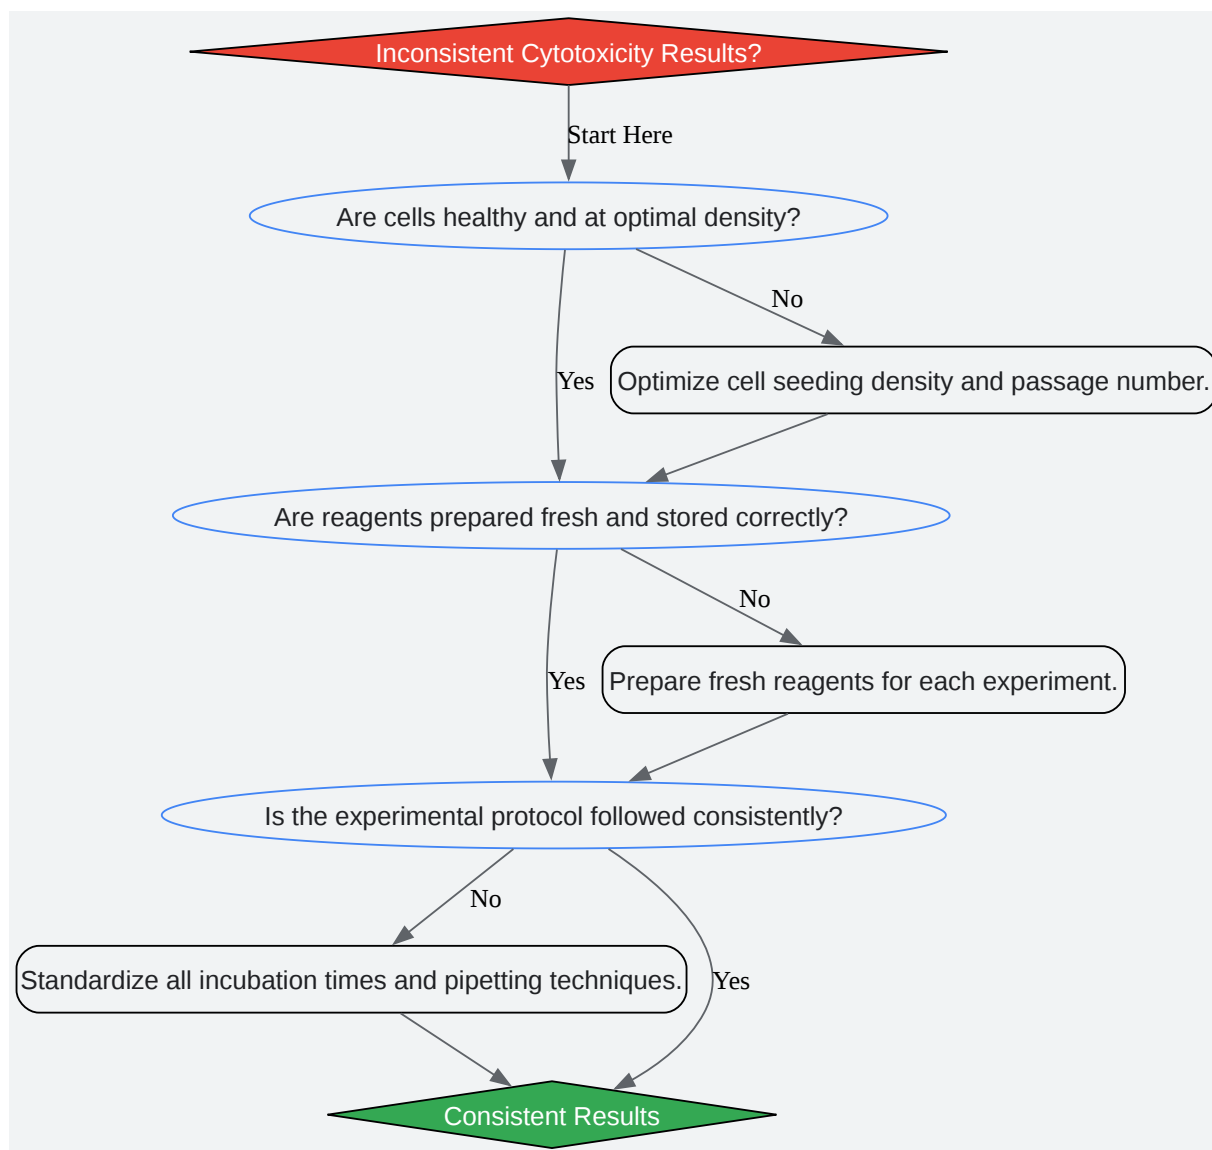 Inconsistent Cytotoxicity Results?
Start Here
Are cells healthy and at optimal density?
No
Yes
Optimize cell seeding density and passage number.
Are reagents prepared fresh and stored correctly?
No
Yes
Prepare fresh reagents for each experiment.
Is the experimental protocol followed consistently?
No
Standardize all incubation times and pipetting techniques.
Yes
Consistent Results